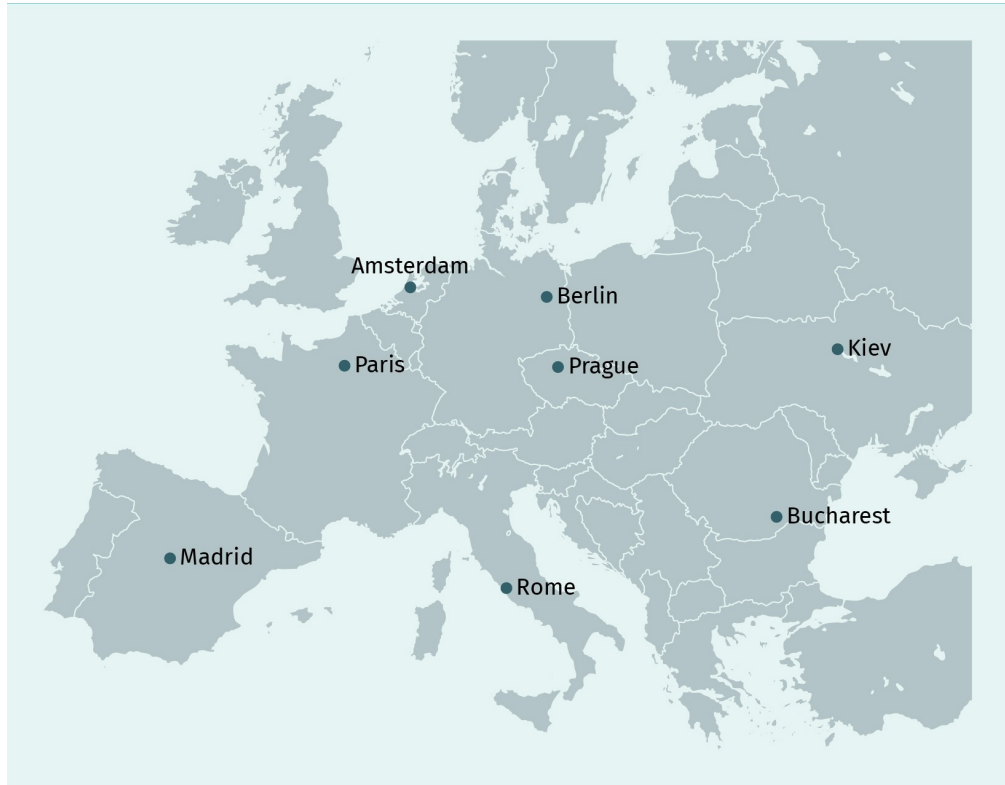 Amsterdam
Berlin
Kiev
Paris
Prague
Bucharest
Madrid
Rome